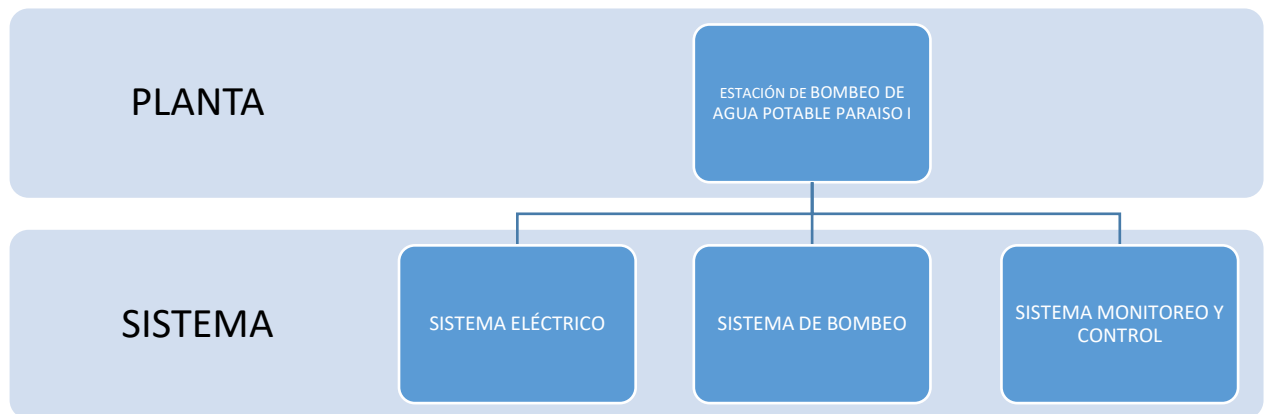 PLANTA
ESTACIÓN DE BOMBEO DE
AGUA POTABLE PARAISO I
SISTEMA
SISTEMA ELÉCTRICO
SISTEMA DE BOMBEO
SISTEMA MONITOREO Y
CONTROL